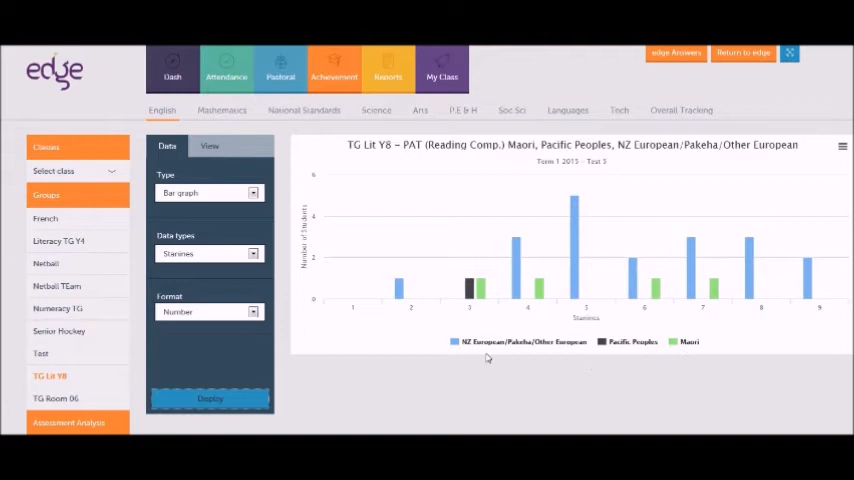 edge
Dash
Attendance
Pastoral
Achievement
Reports
My Class
edge Answers
Return to edge
English
Mathematics
National Standards
Science
Arts
P.E & H
Soc Sci
Languages
Tech
Overall Tracking
Classes
Select class
Groups
French
Literacy TG Y4
Netball
Netball TEam
Numeracy TG
Senior Hockey
Test
TG Lit Y8
TG Room 06
Assessment Analysis
Data
View
Type
Bar graph
Data types
Stanines
Format
Number
Display
TG Lit Y8 - PAT (Reading Comp.) Maori, Pacific Peoples, NZ European/Pakeha/Other European
Term 1 2015 - Test 5
Number of Students
6
4
2
0
1 2 3 4 5 6 7 8 9
Stanines
NZ European/Pakeha/Other European
Pacific Peoples
Maori